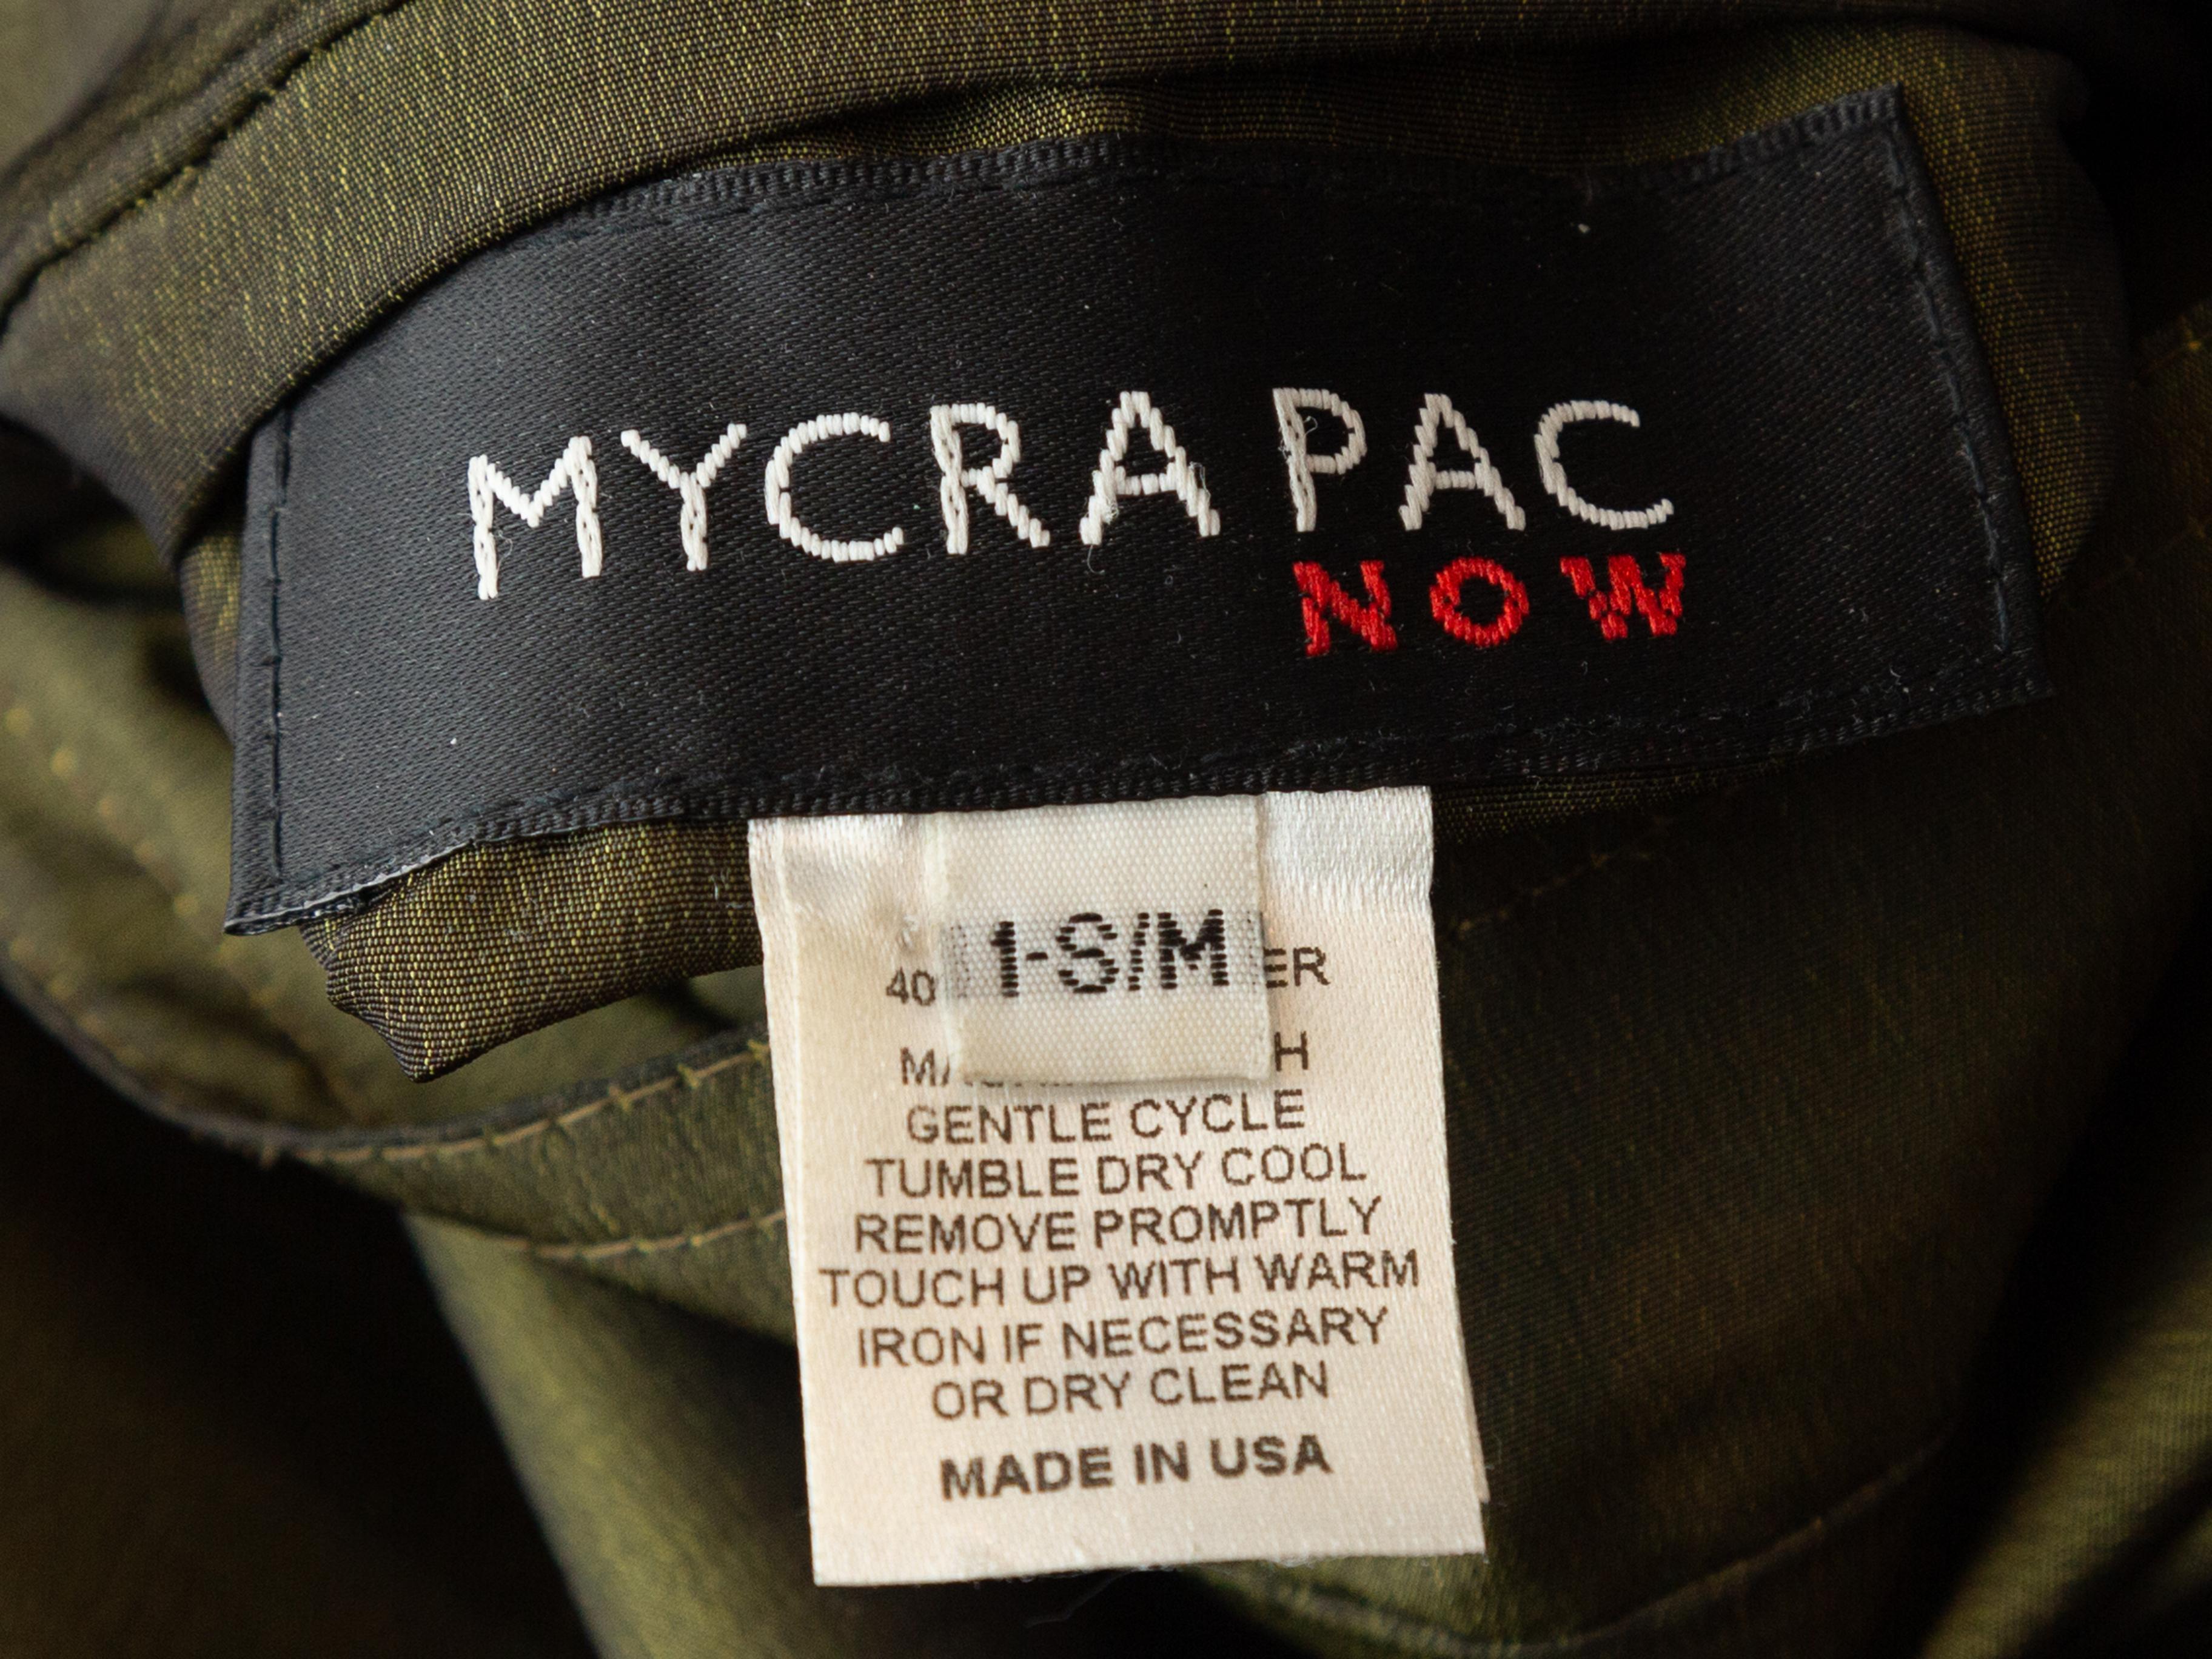 MYCRA PAC
NOW
1-S/M
40
GENTLE CYCLE
TUMBLE DRY COOL
REMOVE PROMPTLY
TOUCH UP WITH WARM
IRON IF NECESSARY
OR DRY CLEAN
MADE IN USA